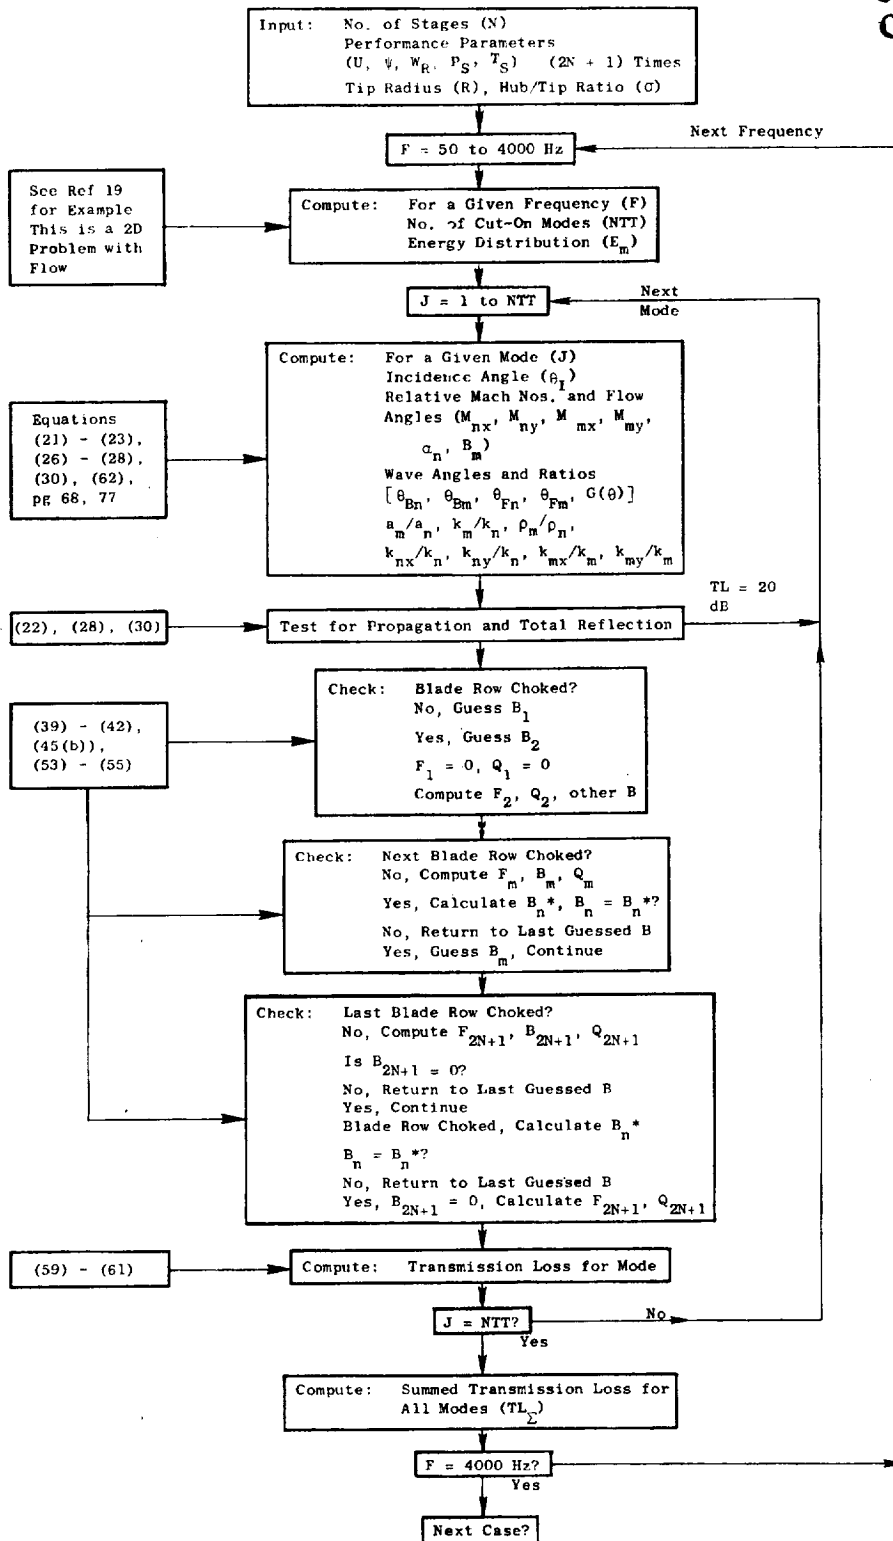 Input: No. of Stages (N)
Performance Parameters
(U, ψ, W_R, P_S, T_S) (2N + 1) Times
Tip Radius (R), Hub/Tip Ratio (σ)
Next Frequency
F = 50 to 4000 Hz
See Ref 19
for Example
This is a 2D
Problem with
Flow
Compute: For a Given Frequency (F)
No. of Cut-On Modes (NTT)
Energy Distribution (E_m)
Next
Mode
J = 1 to NTT
Compute: For a Given Mode (J)
Incidence Angle (θ_I)
Relative Mach Nos. and Flow
Angles (M_nx, M_ny, M_mx, M_my,
α_n, B_m)
Wave Angles and Ratios
[θ_Bn, θ_Bm, θ_Fn, θ_Fm, G(θ)]
a_m/a_n, k_m/k_n, ρ_m/ρ_n,
k_nx/k_n, k_ny/k_n, k_mx/k_m, k_my/k_m
Equations
(21) - (23),
(26) - (28),
(30), (62),
pg 68, 77
TL = 20
dB
(22), (28), (30)
Test for Propagation and Total Reflection
Check: Blade Row Choked?
No, Guess B_1
Yes, Guess B_2
F_1 = 0, Q_1 = 0
Compute F_2, Q_2, other B
(39) - (42),
(45(b)),
(53) - (55)
Check: Next Blade Row Choked?
No, Compute F_m, B_m, Q_m
Yes, Calculate B_n*, B_n = B_n*?
No, Return to Last Guessed B
Yes, Guess B_m, Continue
Check: Last Blade Row Choked?
No, Compute F_2N+1, B_2N+1, Q_2N+1
Is B_2N+1 = 0?
No, Return to Last Guessed B
Yes, Continue
Blade Row Choked, Calculate B_n*
B_n = B_n*?
No, Return to Last Guessed B
Yes, B_2N+1 = 0, Calculate F_2N+1, Q_2N+1
(59) - (61)
Compute: Transmission Loss for Mode
J = NTT?
No
Yes
Compute: Summed Transmission Loss for
All Modes (TL_Σ)
F = 4000 Hz?
Yes
Next Case?